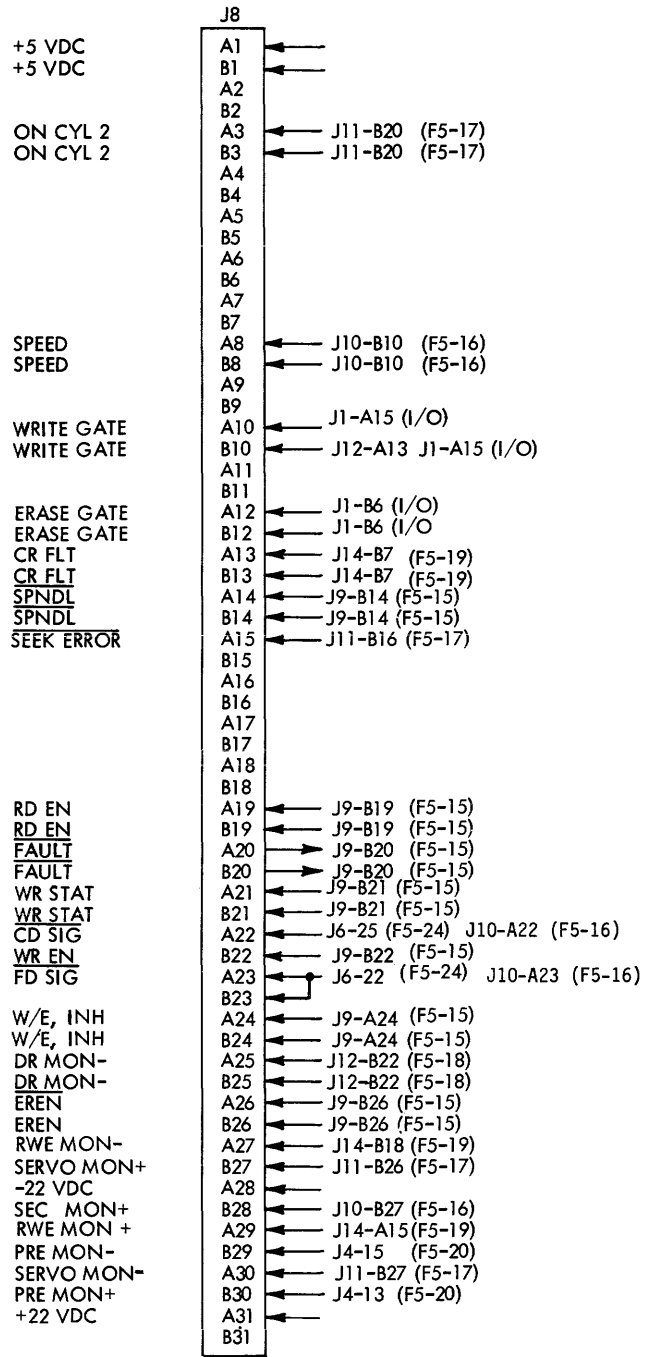 J8
+5 VDC A1
+5 VDC B1
A2
B2
ON CYL 2 A3 J11-B20 (F5-17)
ON CYL 2 B3 J11-B20 (F5-17)
A4
B4
A5
B5
A6
B6
A7
B7
SPEED A8 J10-B10 (F5-16)
SPEED B8 J10-B10 (F5-16)
A9
B9
WRITE GATE A10 J1-A15 (I/O)
WRITE GATE B10 J12-A13 J1-A15 (I/O)
A11
B11
ERASE GATE A12 J1-B6 (I/O)
ERASE GATE B12 J1-B6 (I/O
CR FLT A13 J14-B7 (F5-19)
CR FLT B13 J14-B7 (F5-19)
SPNDL A14 J9-B14 (F5-15)
SPNDL B14 J9-B14 (F5-15)
SEEK ERROR A15 J11-B16 (F5-17)
B15
A16
B16
A17
B17
A18
B18
RD EN A19 J9-B19 (F5-15)
RD EN B19 J9-B19 (F5-15)
FAULT A20 J9-B20 (F5-15)
FAULT B20 J9-B20 (F5-15)
WR STAT A21 J9-B21 (F5-15)
WR STAT B21 J9-B21 (F5-15)
CD SIG A22 J6-25 (F5-24) J10-A22 (F5-16)
WR EN B22 J9-B22 (F5-15)
FD SIG A23 J6-22 (F5-24) J10-A23 (F5-16)
B23
W/E, INH A24 J9-A24 (F5-15)
W/E, INH B24 J9-A24 (F5-15)
DR MON- A25 J12-B22 (F5-18)
DR MON- B25 J12-B22 (F5-18)
EREN A26 J9-B26 (F5-15)
EREN B26 J9-B26 (F5-15)
RWE MON- A27 J14-B18 (F5-19)
SERVO MON+ B27 J11-B26 (F5-17)
-22 VDC A28
SEC MON+ B28 J10-B27 (F5-16)
RWE MON + A29 J14-A15 (F5-19)
PRE MON- B29 J4-15 (F5-20)
SERVO MON- A30 J11-B27 (F5-17)
PRE MON+ B30 J4-13 (F5-20)
+22 VDC A31
B31